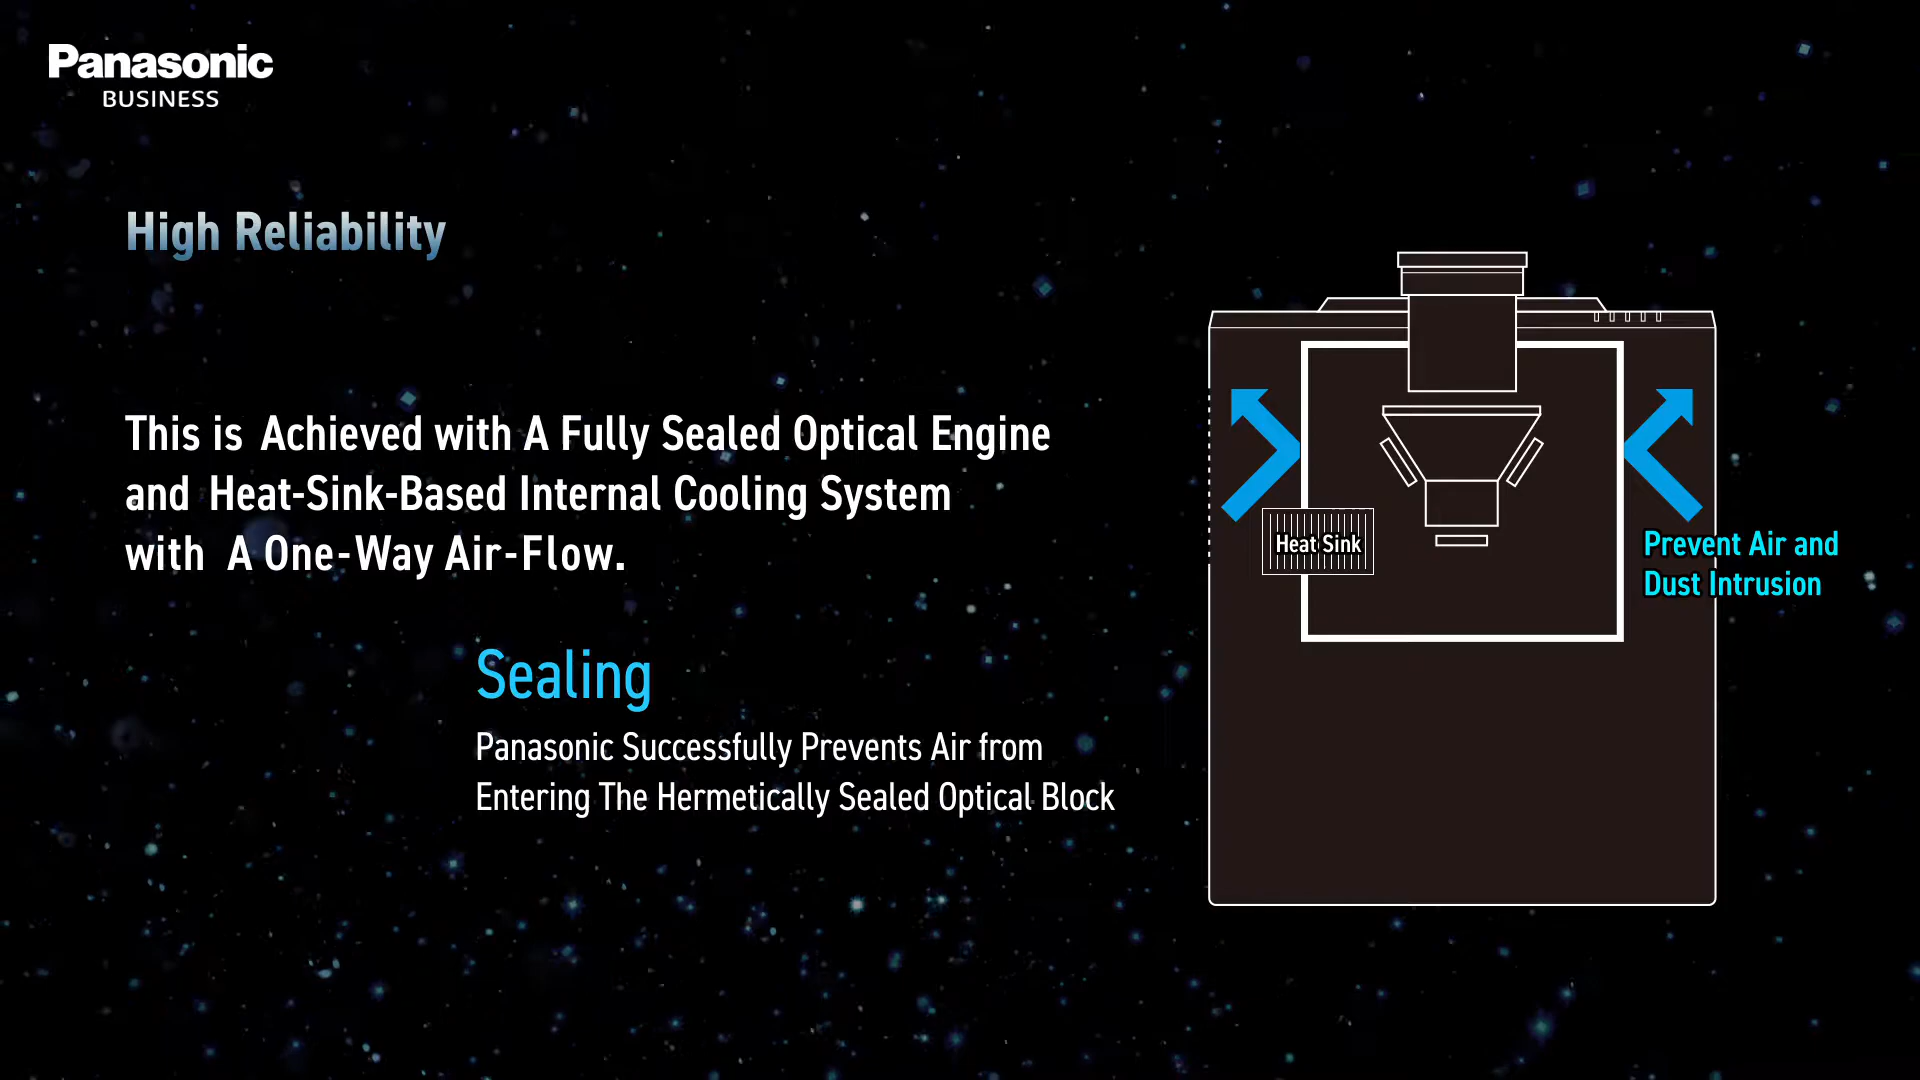 Panasonic
BUSINESS
High Reliability
This is Achieved with A Fully Sealed Optical Engine
and Heat-Sink-Based Internal Cooling System
with A One-Way Air-Flow.
Sealing
Panasonic Successfully Prevents Air from
Entering The Hermetically Sealed Optical Block
Heat Sink
Prevent Air and
Dust Intrusion